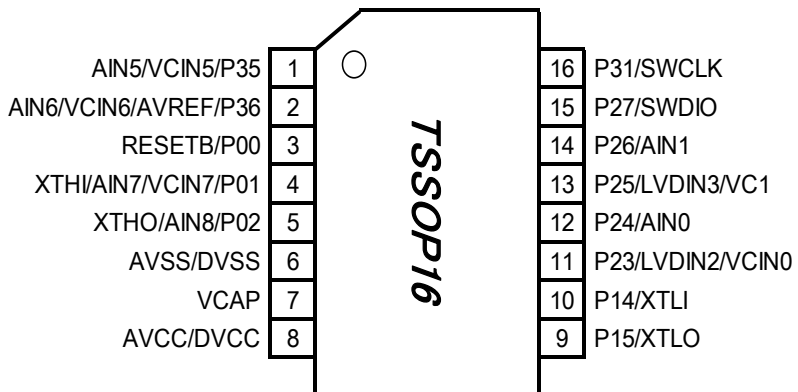 AIN5/VCIN5/P35 1
AIN6/VCIN6/AVREF/P36 2
RESETB/P00 3
XTHI/AIN7/VCIN7/P01 4
XTHO/AIN8/P02 5
AVSS/DVSS 6
VCAP 7
AVCC/DVCC 8
TSSOP16
16 P31/SWCLK
15 P27/SWDIO
14 P26/AIN1
13 P25/LVDIN3/VC1
12 P24/AIN0
11 P23/LVDIN2/VCIN0
10 P14/XTLI
9 P15/XTLO